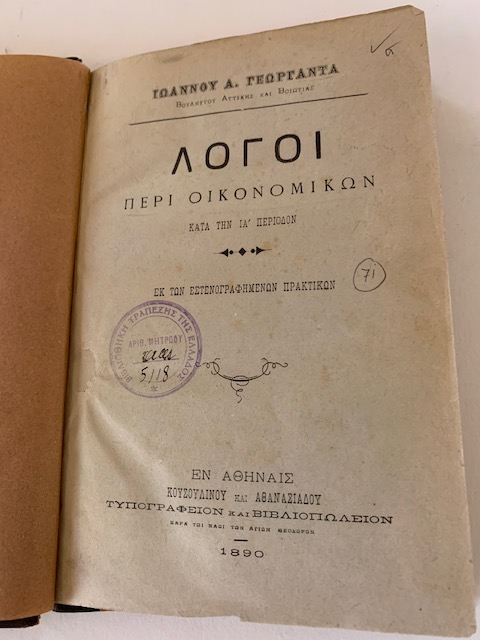 ΙΩΑΝΝΟΥ Α. ΓΕΩΡΓΑΝΤΑ
ΒΟΥΛΕΥΤΟΥ ΑΤΤΙΚΗΣ ΚΑΙ ΒΟΙΩΤΙΑΣ
ΛΟΓΟΙ
ΠΕΡΙ ΟΙΚΟΝΟΜΙΚΩΝ
ΚΑΤΑ ΤΗΝ ΙΑ' ΠΕΡΙΟΔΟΝ
ΕΚ ΤΩΝ ΕΣΤΕΝΟΓΡΑΦΗΜΕΝΩΝ ΠΡΑΚΤΙΚΩΝ
ΒΙΒΛΙΟΘΗΚΗ ΤΡΑΠΕΖΗΣ ΤΗΣ ΕΛΛΑΔΟΣ
ΑΡΙΘ. ΜΗΤΡΩΟΥ
5118
ΕΝ ΑΘΗΝΑΙΣ
ΚΟΥΣΟΥΛΙΝΟΥ ΚΑΙ ΑΘΑΝΑΣΙΑΔΟΥ
ΤΥΠΟΓΡΑΦΕΙΟΝ ΚΑΙ ΒΙΒΛΙΟΠΩΛΕΙΟΝ
ΠΑΡΑ ΤΩΙ ΝΑΩΙ ΤΩΝ ΑΓΙΩΝ ΘΕΟΔΩΡΩΝ
1890